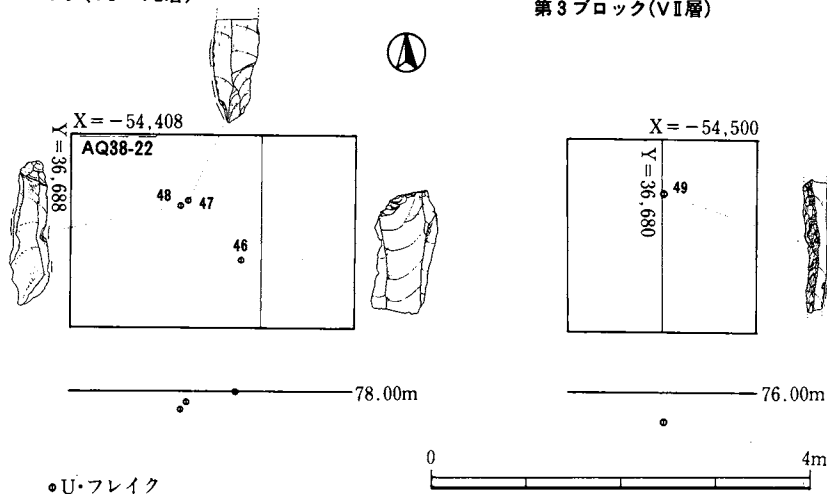 第3ブロック(VII層)
X=-54,408
Y=36,688
AQ38-22
48
47
46
78.00m
X=-54,500
Y=36,680
49
76.00m
U・フレイク
0
4m